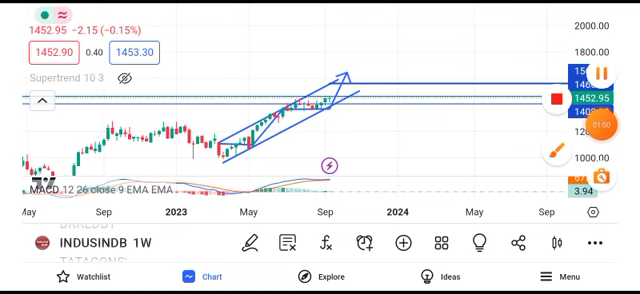 1452.95 −2.15 (−0.15%)
1452.90 0.40 1453.30
Supertrend 10 3
2000.00
1800.00
1452.95
1000.00
01:00
MACD 12 26 close 9 EMA EMA
3.94
May Sep 2023 May Sep 2024 May Sep
INDUSINDB 1W
Watchlist Chart Explore Ideas Menu